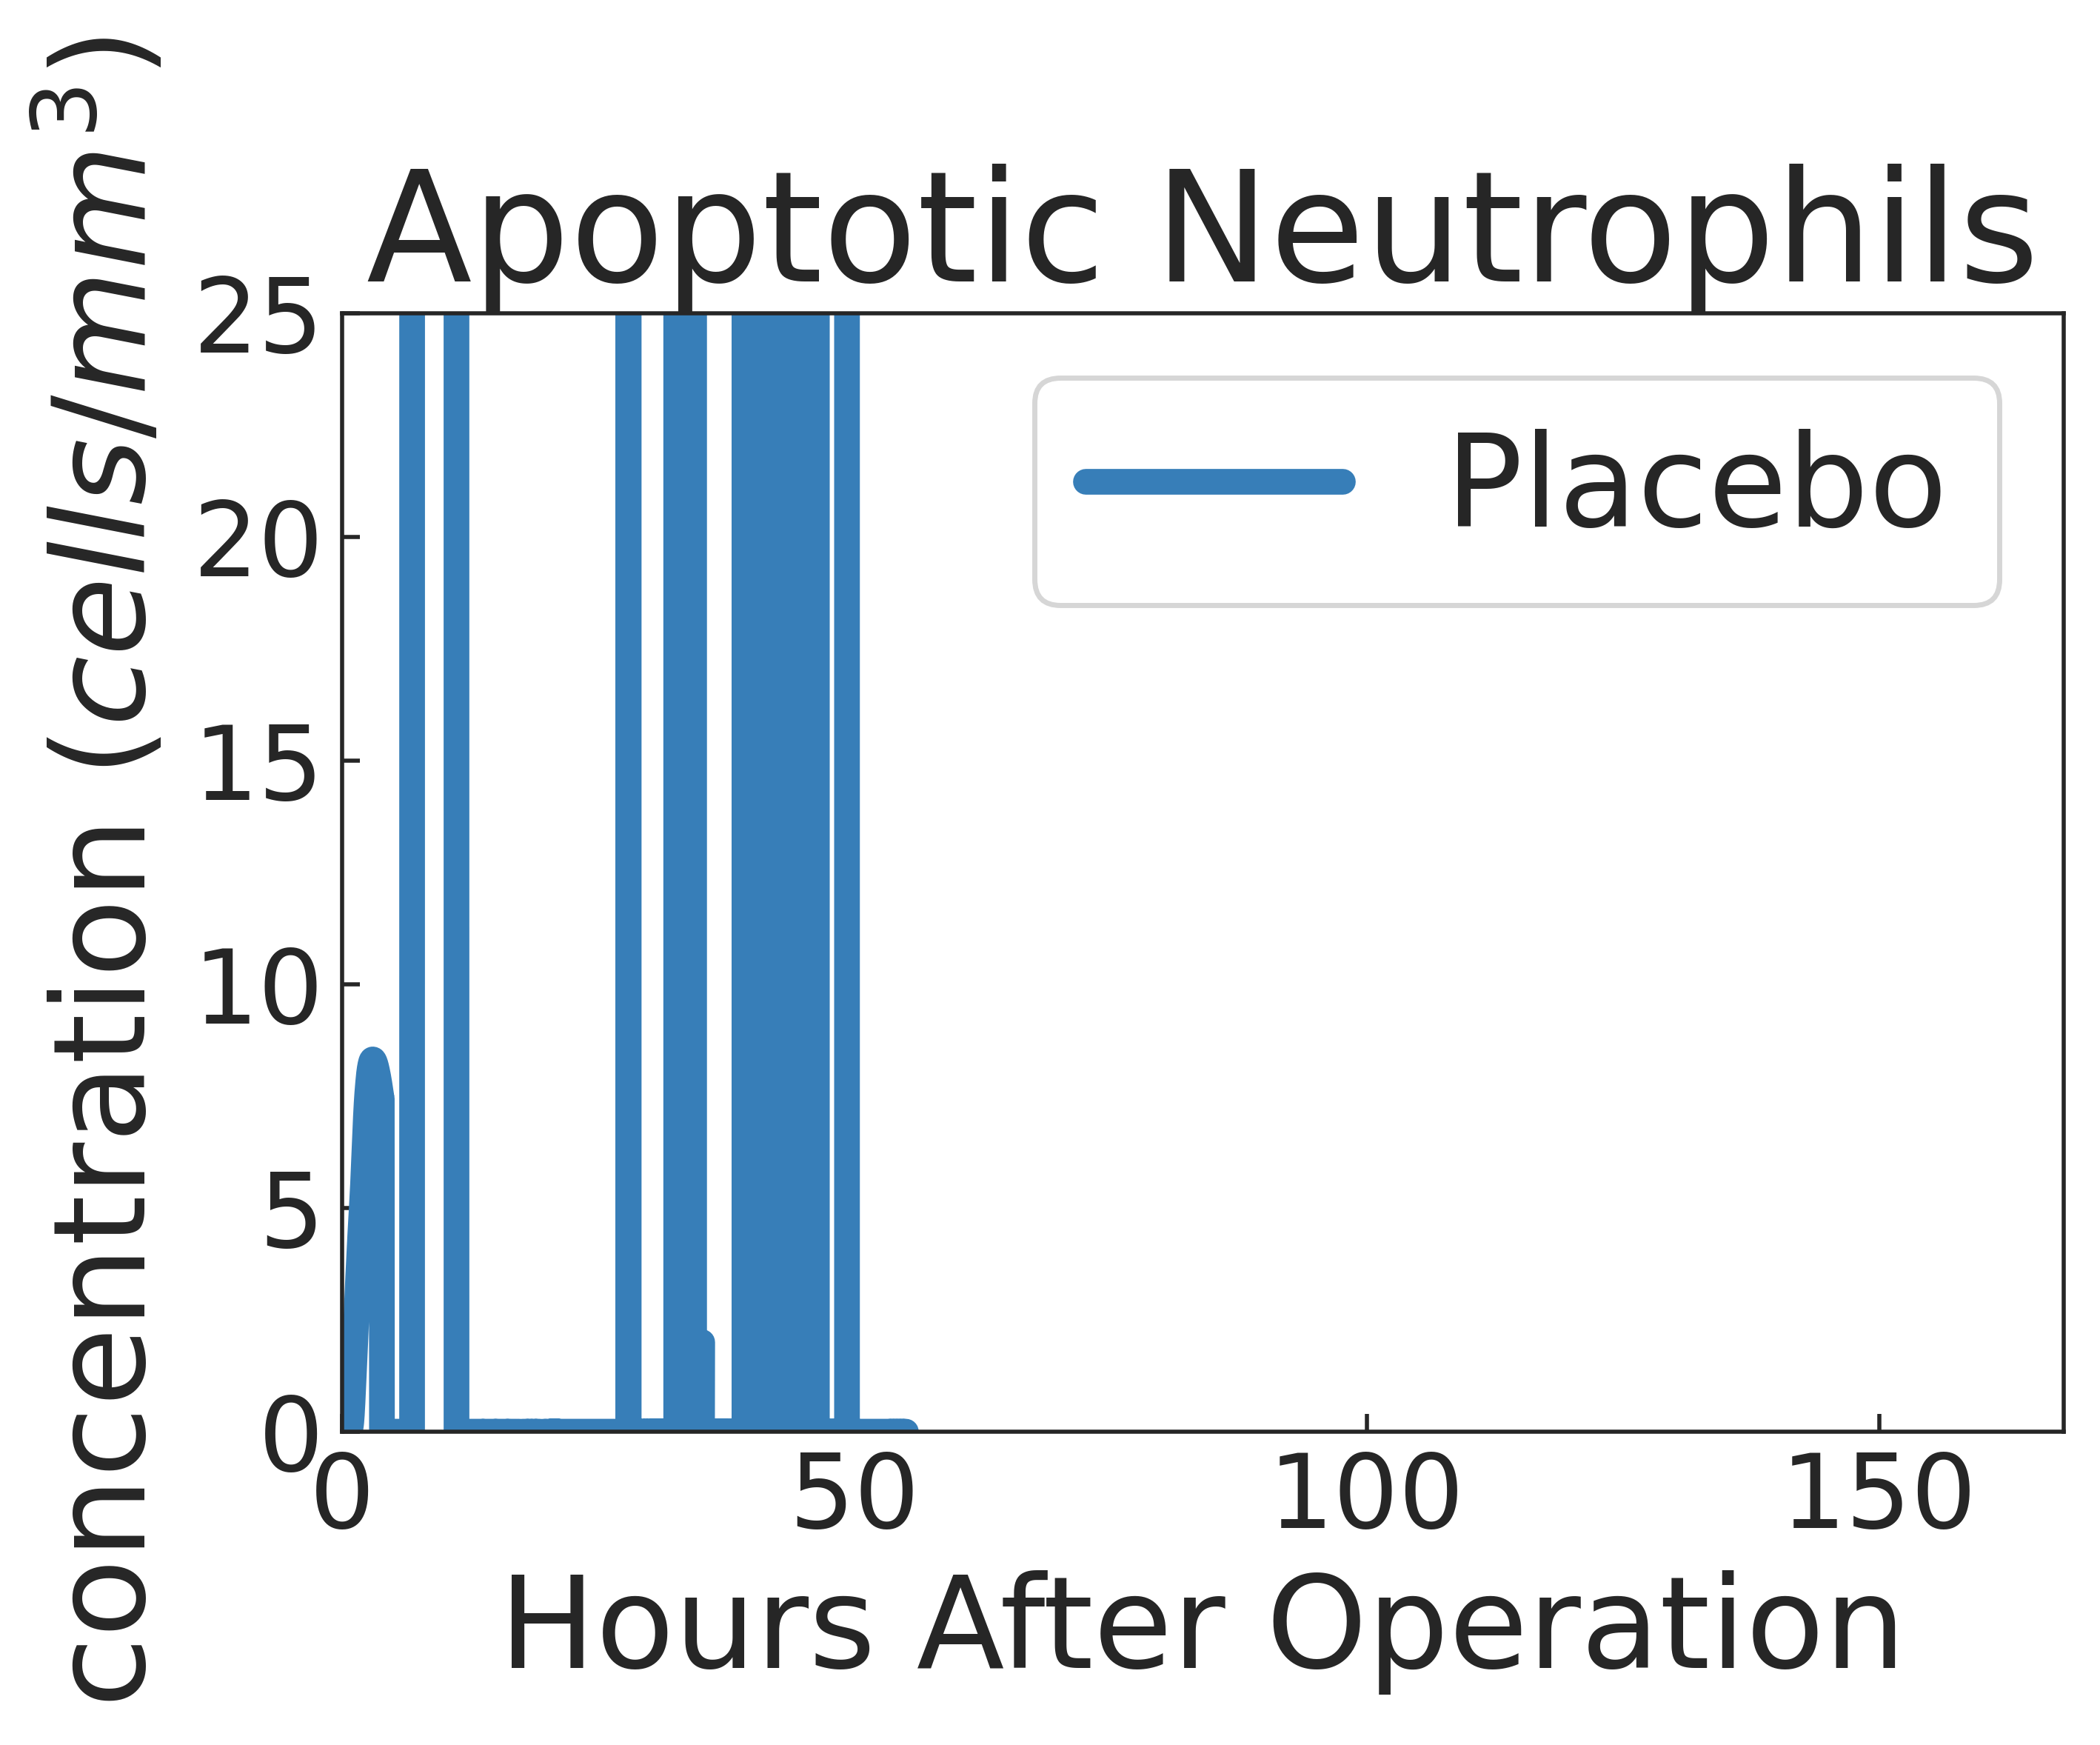 Apoptotic Neutrophils
concentration (cells/mm³)
25
20
15
10
5
0
Placebo
0 50 100 150
Hours After Operation